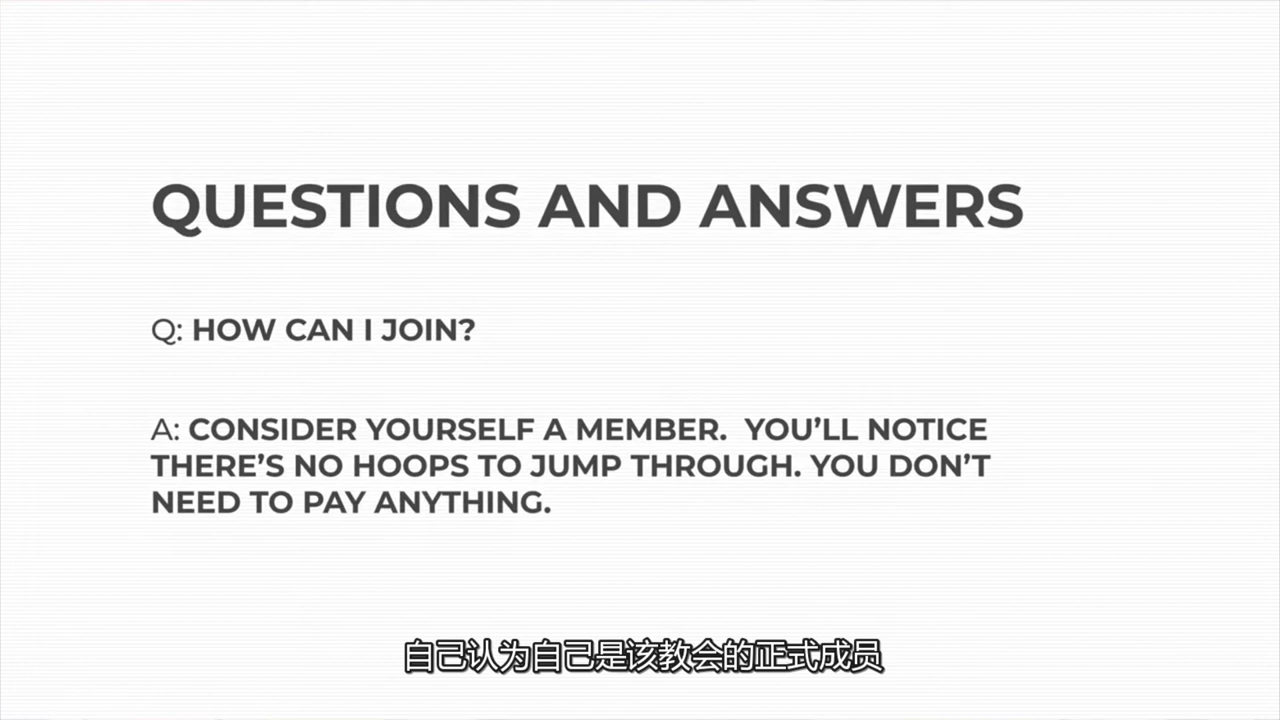 QUESTIONS AND ANSWERS
Q: HOW CAN I JOIN?
A: CONSIDER YOURSELF A MEMBER. YOU’LL NOTICE
THERE’S NO HOOPS TO JUMP THROUGH. YOU DON’T
NEED TO PAY ANYTHING.
自己认为自己是该教会的正式成员